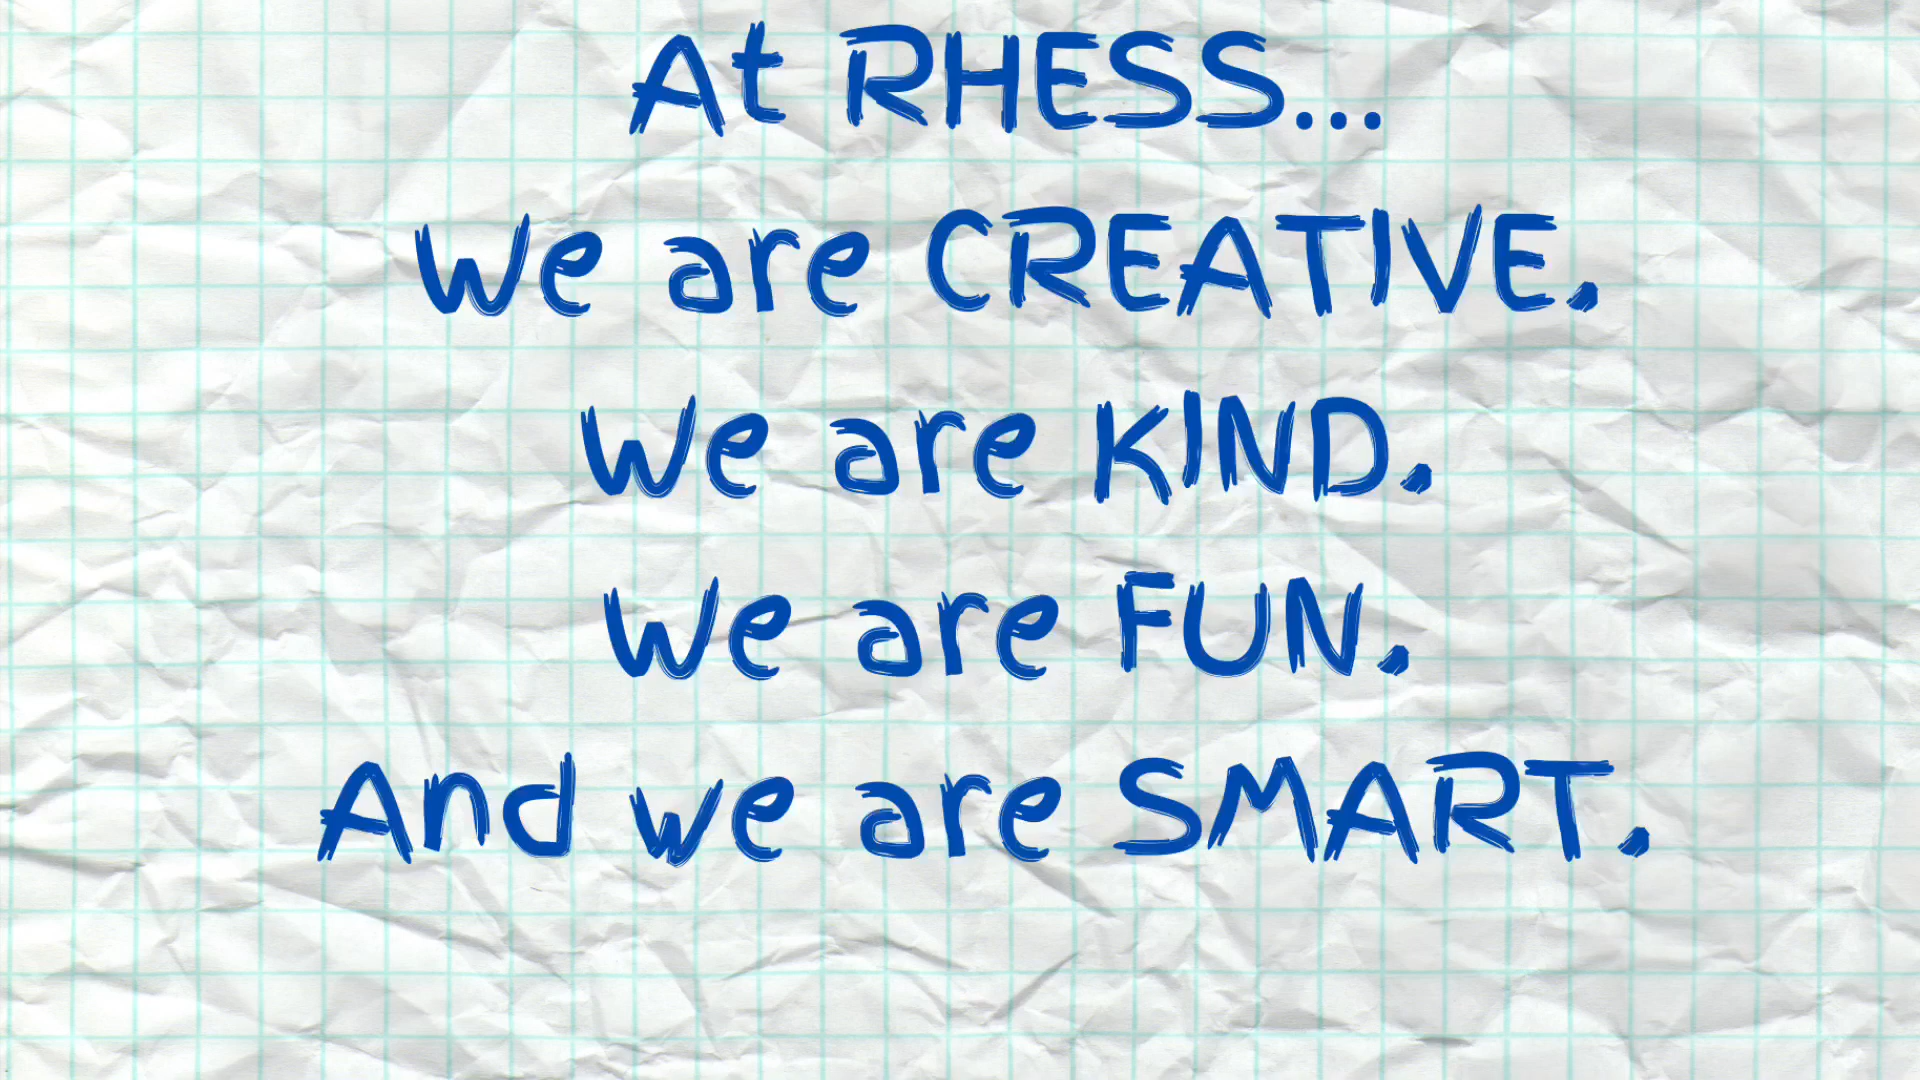 At RHESS...
We are CREATIVE.
We are KIND.
We are FUN.
And we are SMART.